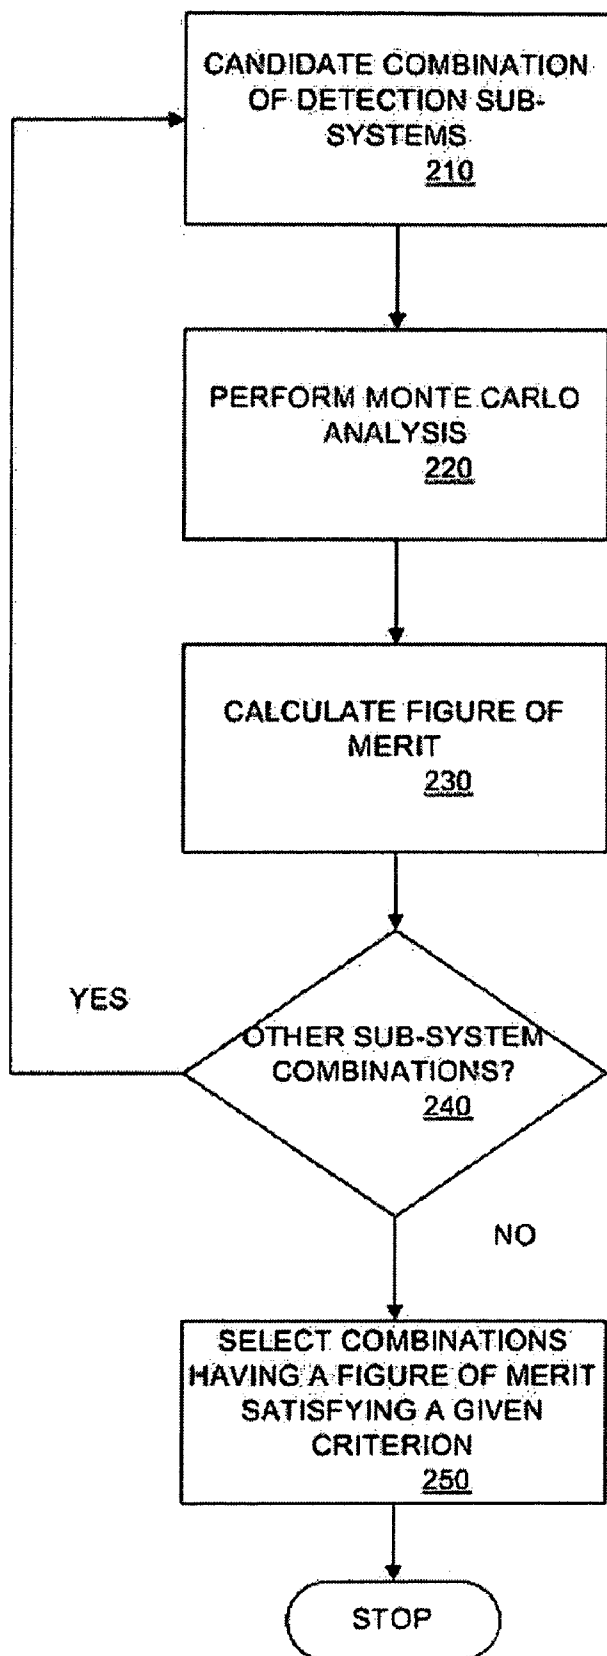 CANDIDATE COMBINATION
OF DETECTION SUB-
SYSTEMS
210
PERFORM MONTE CARLO
ANALYSIS
220
CALCULATE FIGURE OF
MERIT
230
YES
OTHER SUB-SYSTEM
COMBINATIONS?
240
NO
SELECT COMBINATIONS
HAVING A FIGURE OF MERIT
SATISFYING A GIVEN
CRITERION
250
STOP